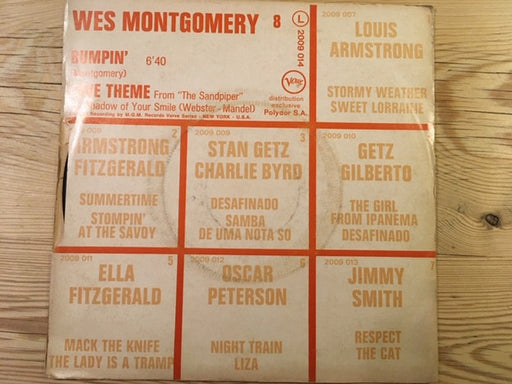 WES MONTGOMERY 8 L
2009 014
BUMPIN' 6'40
(Montgomery)
THEME From "The Sandpiper"
Shadow of Your Smile (Webster - Mandel)
Recording by M.G.M. Records Verve Series - NEW YORK - U.S.A.
Verve
distribution
exclusive
Polydor S.A.
2009 007
LOUIS
ARMSTRONG
STORMY WEATHER
SWEET LORRAINE
2
ARMSTRONG
FITZGERALD
SUMMERTIME
STOMPIN'
AT THE SAVOY
2009 009 3
STAN GETZ
CHARLIE BYRD
DESAFINADO
SAMBA
DE UMA NOTA SO
2009 010
GETZ
GILBERTO
THE GIRL
FROM IPANEMA
DESAFINADO
2009 011 5
ELLA
FITZGERALD
MACK THE KNIFE
THE LADY IS A TRAMP
2009 012 6
OSCAR
PETERSON
NIGHT TRAIN
LIZA
2009 013 7
JIMMY
SMITH
RESPECT
THE CAT